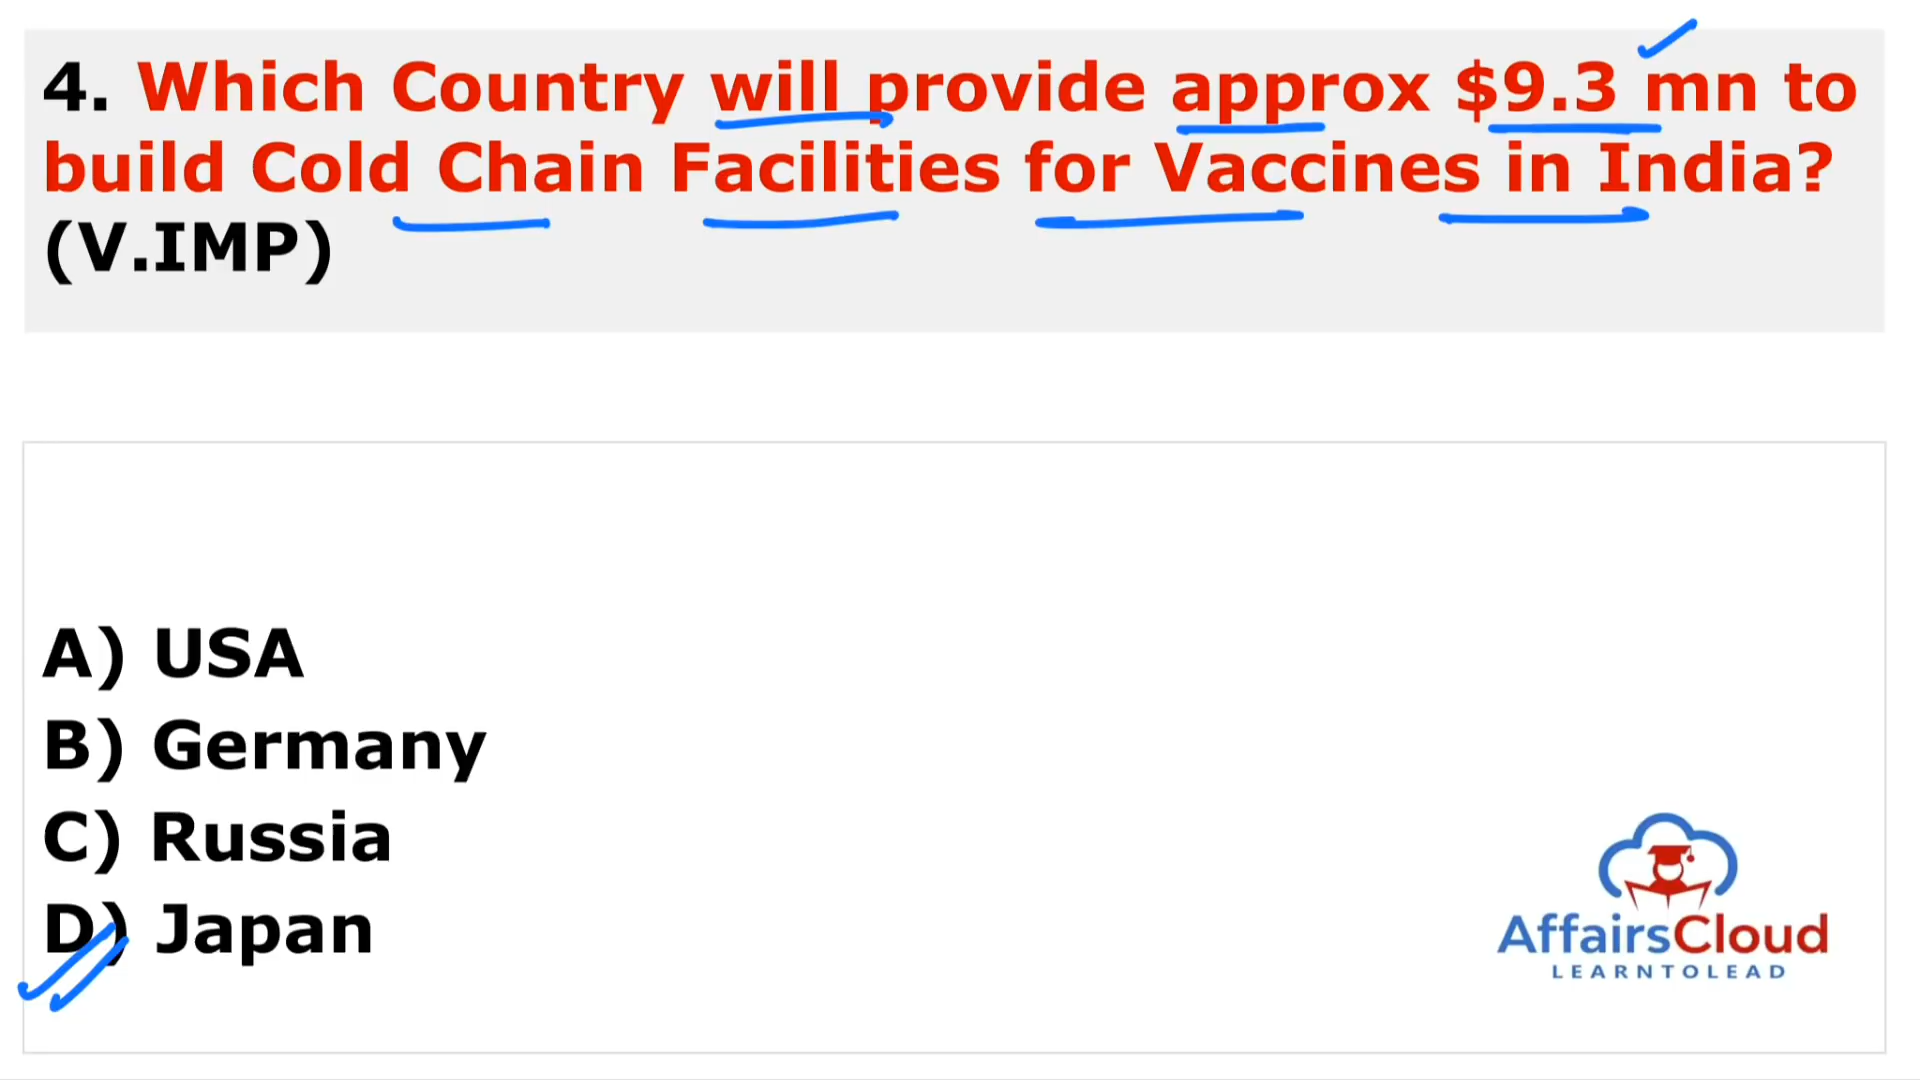 4. Which Country will provide approx $9.3 mn to
build Cold Chain Facilities for Vaccines in India?
(V.IMP)
A) USA
B) Germany
C) Russia
D) Japan
AffairsCloud
LEARNTOLEAD